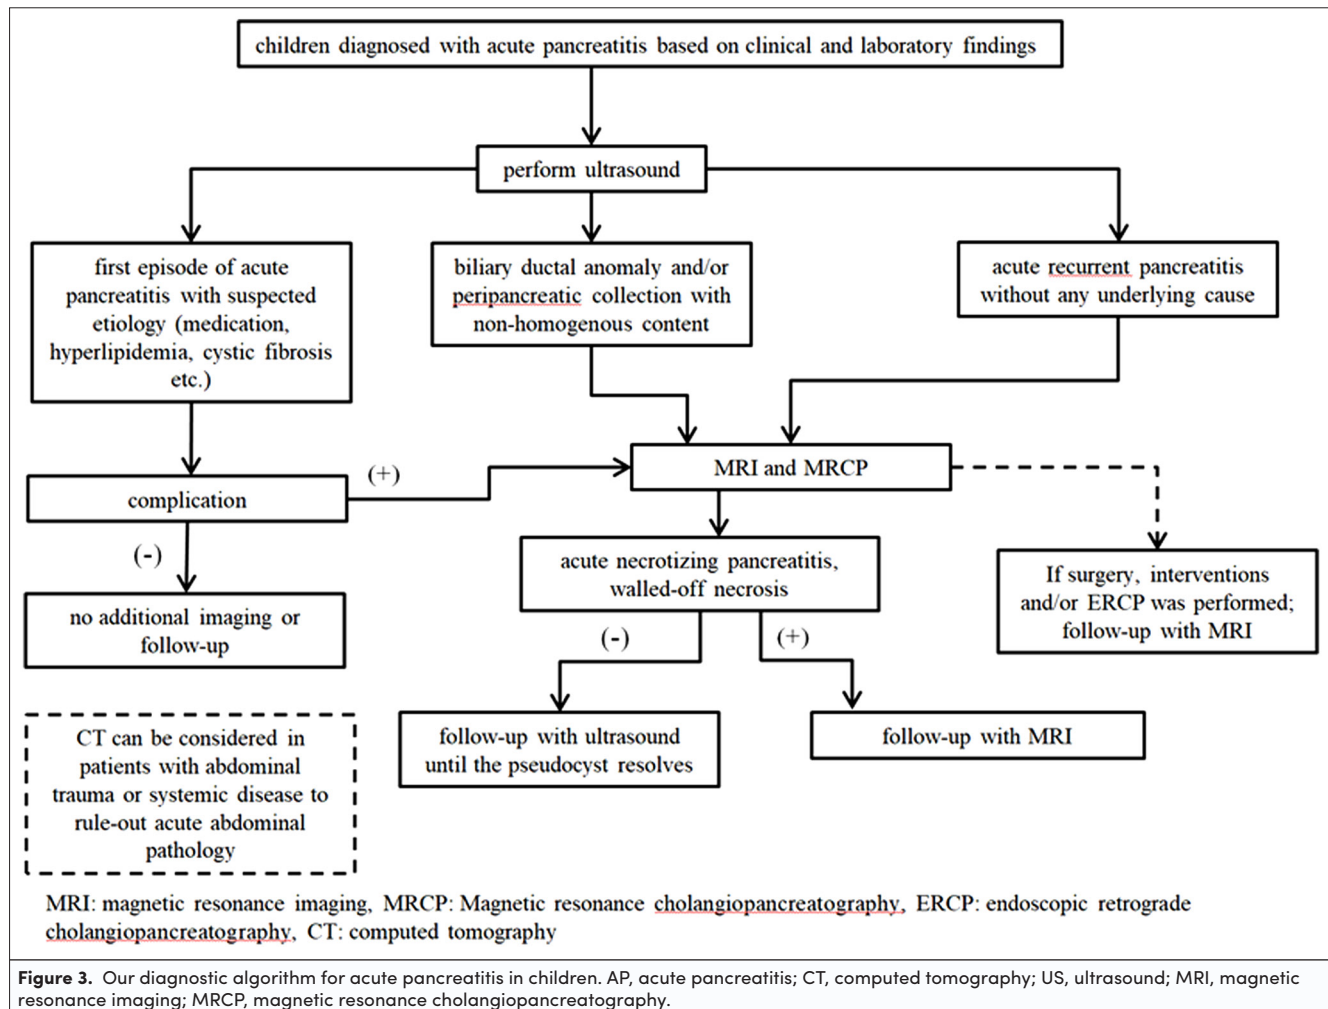 children diagnosed with acute pancreatitis based on clinical and laboratory findings
perform ultrasound
first episode of acute
pancreatitis with suspected
etiology (medication,
hyperlipidemia, cystic fibrosis
etc.)
biliary ductal anomaly and/or
peripancreatic collection with
non-homogenous content
acute recurrent pancreatitis
without any underlying cause
complication
(+)
MRI and MRCP
(-)
no additional imaging or
follow-up
acute necrotizing pancreatitis,
walled-off necrosis
If surgery, interventions
and/or ERCP was performed;
follow-up with MRI
(-)
(+)
follow-up with ultrasound
until the pseudocyst resolves
follow-up with MRI
CT can be considered in
patients with abdominal
trauma or systemic disease to
rule-out acute abdominal
pathology
MRI: magnetic resonance imaging, MRCP: Magnetic resonance cholangiopancreatography, ERCP: endoscopic retrograde
cholangiopancreatography, CT: computed tomography
Figure 3. Our diagnostic algorithm for acute pancreatitis in children. AP, acute pancreatitis; CT, computed tomography; US, ultrasound; MRI, magnetic
resonance imaging; MRCP, magnetic resonance cholangiopancreatography.